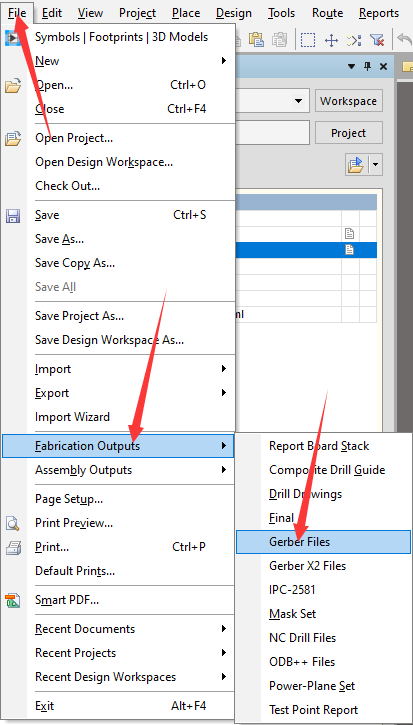 File Edit View Project Place Design Tools Route Reports
Symbols | Footprints | 3D Models
New
Open... Ctrl+O
Close Ctrl+F4
Workspace
Open Project...
Project
Open Design Workspace...
Check Out...
Save Ctrl+S
Save As...
Save Copy As...
Save All
Save Project As...
ml
Save Design Workspace As...
Import
Export
Import Wizard
Fabrication Outputs
Assembly Outputs
Page Setup...
Print Preview...
Print... Ctrl+P
Default Prints...
Smart PDF...
Recent Documents
Recent Projects
Recent Design Workspaces
Exit Alt+F4
Report Board Stack
Composite Drill Guide
Drill Drawings
Final
Gerber Files
Gerber X2 Files
IPC-2581
Mask Set
NC Drill Files
ODB++ Files
Power-Plane Set
Test Point Report